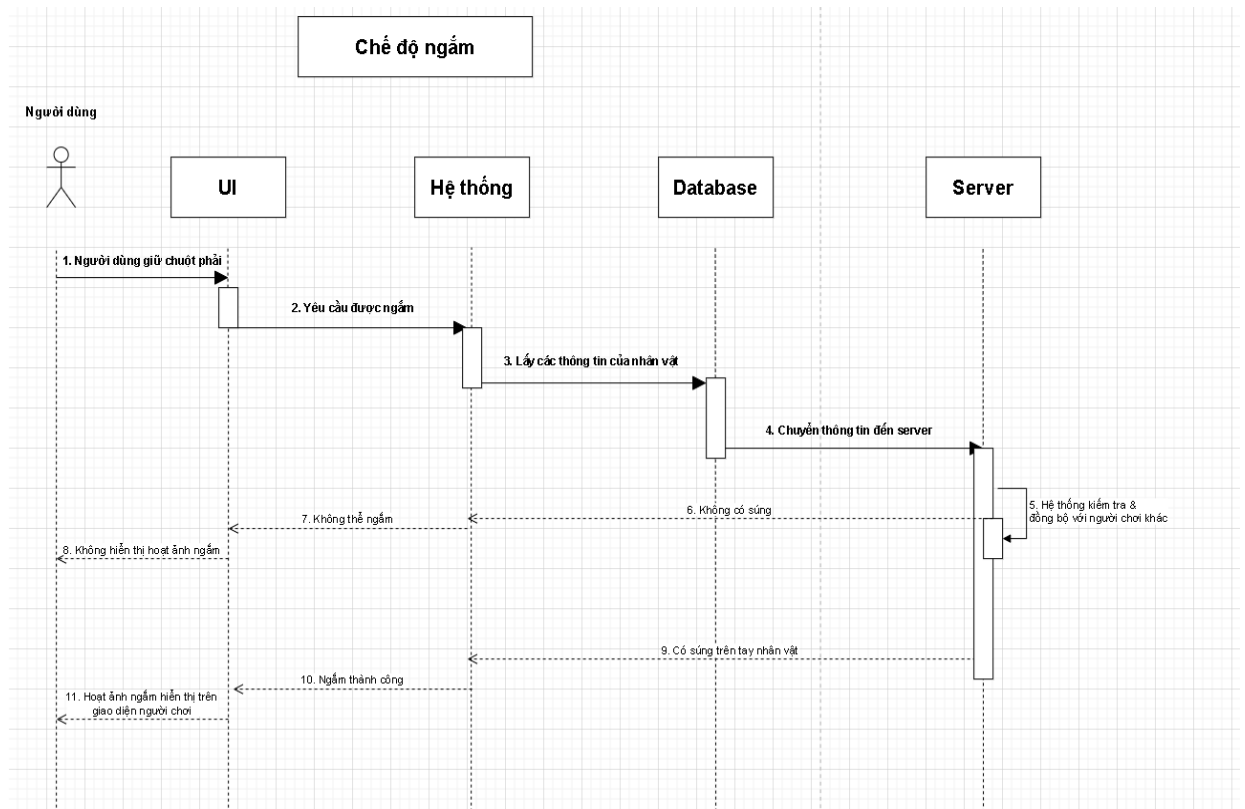 Chế độ ngắm
Người dùng
UI
Hệ thống
Database
Server
1. Người dùng giữ chuột phải
2. Yêu cầu được ngắm
3. Lấy các thông tin của nhân vật
4. Chuyển thông tin đến server
5. Hệ thống kiểm tra &
đồng bộ với người chơi khác
6. Không có súng
7. Không thể ngắm
8. Không hiển thị hoạt ảnh ngắm
9. Có súng trên tay nhân vật
10. Ngắm thành công
11. Hoạt ảnh ngắm hiển thị trên
giao diện người chơi